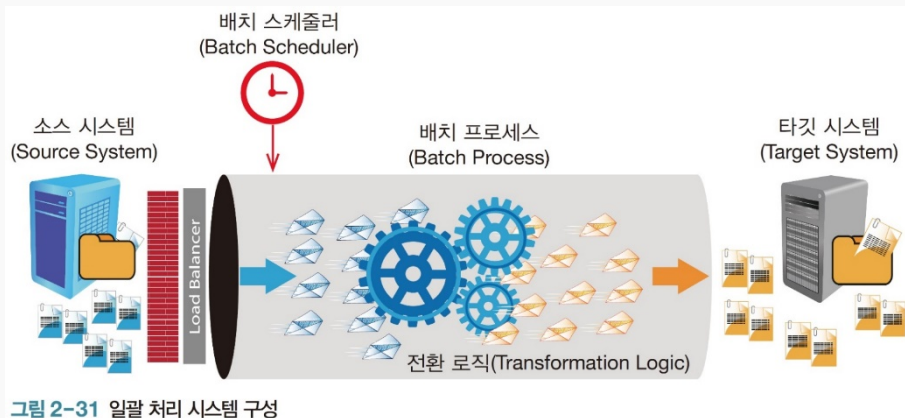 배치 스케줄러
(Batch Scheduler)
소스 시스템
(Source System)
배치 프로세스
(Batch Process)
타깃 시스템
(Target System)
Load Balancer
전환 로직(Transformation Logic)
그림 2-31 일괄 처리 시스템 구성